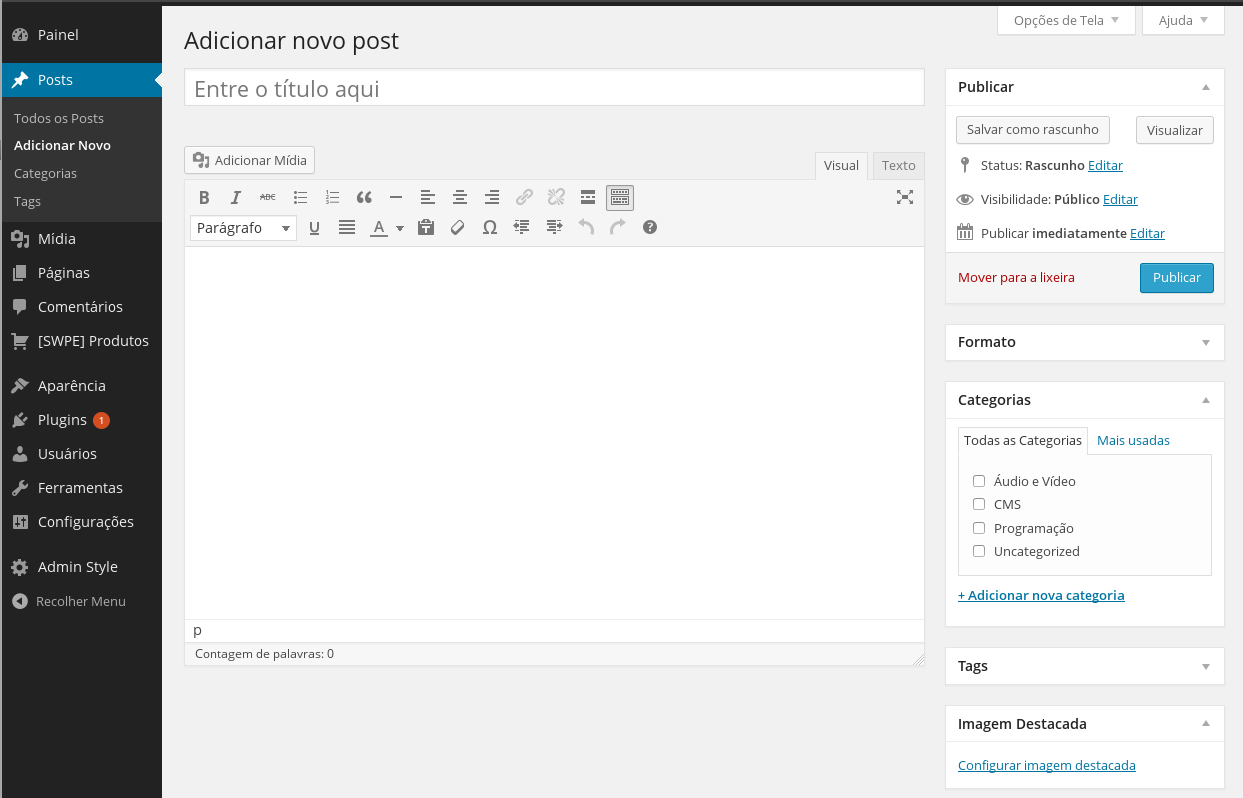 Painel
Posts
Todos os Posts
Adicionar Novo
Categorias
Tags
Mídia
Páginas
Comentários
[SWPE] Produtos
Aparência
Plugins 1
Usuários
Ferramentas
Configurações
Admin Style
Recolher Menu
Opções de Tela
Ajuda
Adicionar novo post
Entre o título aqui
Adicionar Mídia
Visual
Texto
B I ABC
Parágrafo
U A Ω ?
p
Contagem de palavras: 0
Publicar
Salvar como rascunho
Visualizar
Status: Rascunho Editar
Visibilidade: Público Editar
Publicar imediatamente Editar
Mover para a lixeira
Publicar
Formato
Categorias
Todas as Categorias
Mais usadas
Áudio e Vídeo
CMS
Programação
Uncategorized
+ Adicionar nova categoria
Tags
Imagem Destacada
Configurar imagem destacada